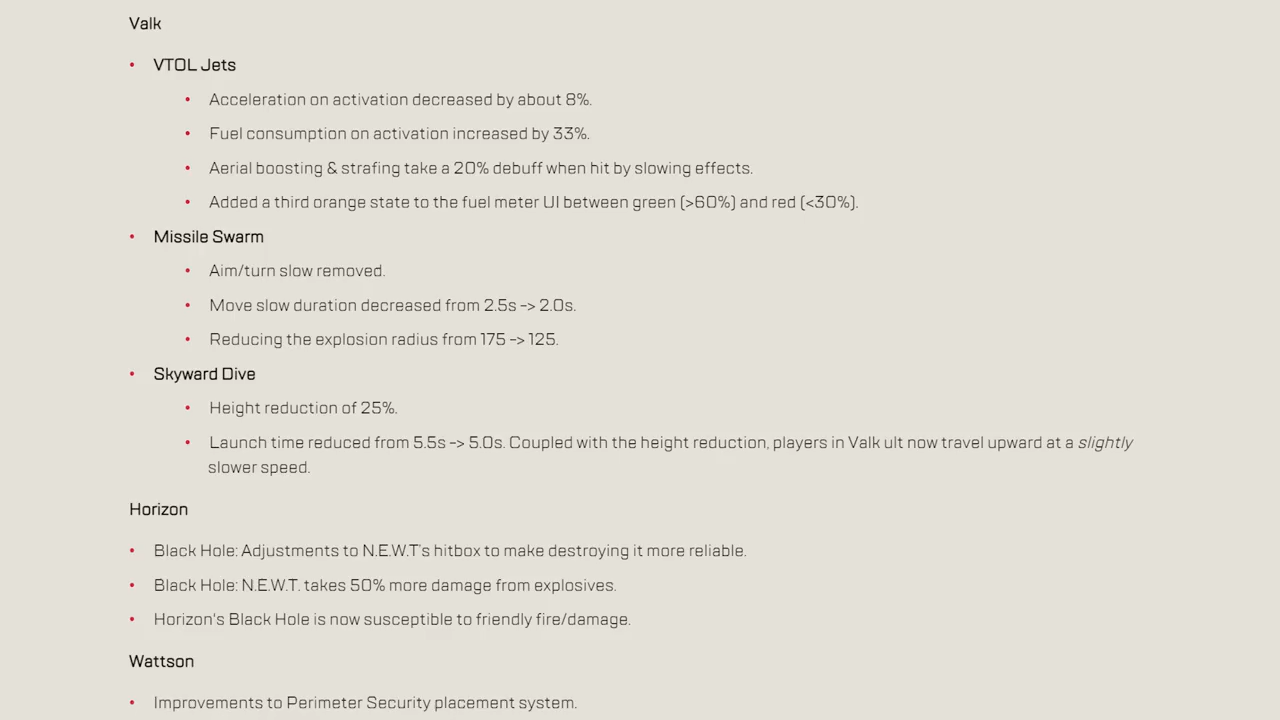 Valk
• VTOL Jets
• Acceleration on activation decreased by about 8%.
• Fuel consumption on activation increased by 33%.
• Aerial boosting & strafing take a 20% debuff when hit by slowing effects.
• Added a third orange state to the fuel meter UI between green (>60%) and red (<30%).
• Missile Swarm
• Aim/turn slow removed.
• Move slow duration decreased from 2.5s -> 2.0s.
• Reducing the explosion radius from 175 -> 125.
• Skyward Dive
• Height reduction of 25%.
• Launch time reduced from 5.5s -> 5.0s. Coupled with the height reduction, players in Valk ult now travel upward at a slightly
slower speed.
Horizon
• Black Hole: Adjustments to N.E.W.T's hitbox to make destroying it more reliable.
• Black Hole: N.E.W.T. takes 50% more damage from explosives.
• Horizon's Black Hole is now susceptible to friendly fire/damage.
Wattson
• Improvements to Perimeter Security placement system.